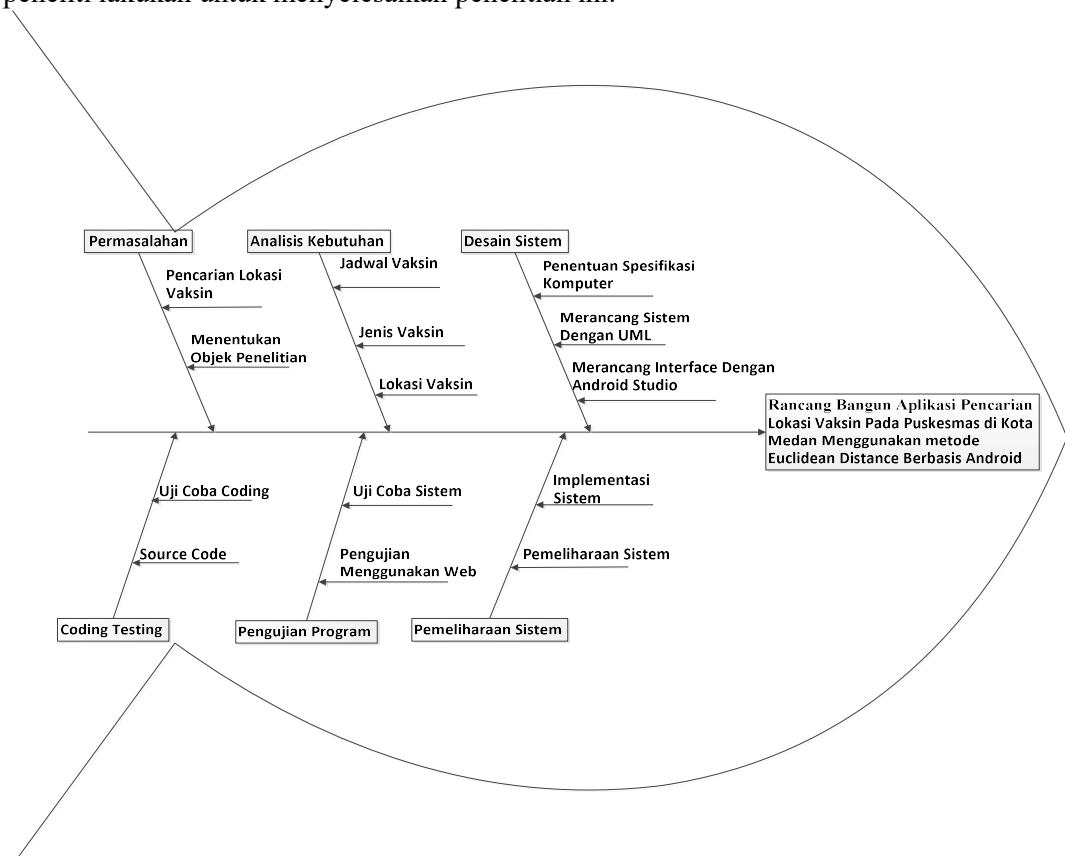 peneliti lakukan untuk menyelesaikan penelitian ini.
Permasalahan
Pencarian Lokasi
Vaksin
Menentukan
Objek Penelitian
Analisis Kebutuhan
Jadwal Vaksin
Jenis Vaksin
Lokasi Vaksin
Desain Sistem
Penentuan Spesifikasi
Komputer
Merancang Sistem
Dengan UML
Merancang Interface Dengan
Android Studio
Rancang Bangun Aplikasi Pencarian
Lokasi Vaksin Pada Puskesmas di Kota
Medan Menggunakan metode
Euclidean Distance Berbasis Android
Uji Coba Coding
Source Code
Coding Testing
Uji Coba Sistem
Pengujian
Menggunakan Web
Pengujian Program
Implementasi
Sistem
Pemeliharaan Sistem
Pemeliharaan Sistem